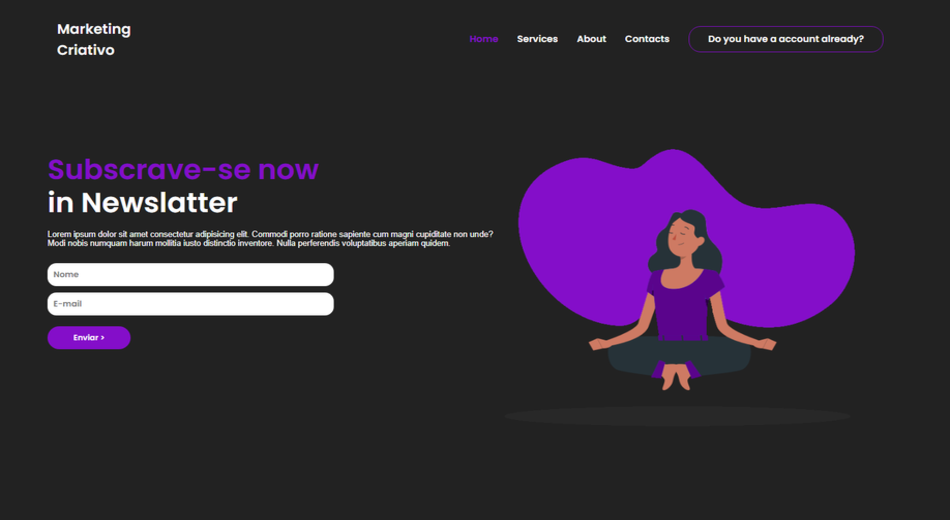 Marketing
Criativo
Home Services About Contacts Do you have a account already?
Subscrave-se now
in Newslatter
Lorem ipsum dolor sit amet consectetur adipisicing elit. Commodi porro ratione sapiente cum magni cupiditate non unde?
Modi nobis numquam harum mollitia iusto distinctio inventore. Nulla perferendis voluptatibus aperiam quidem.
Nome
E-mail
Enviar >